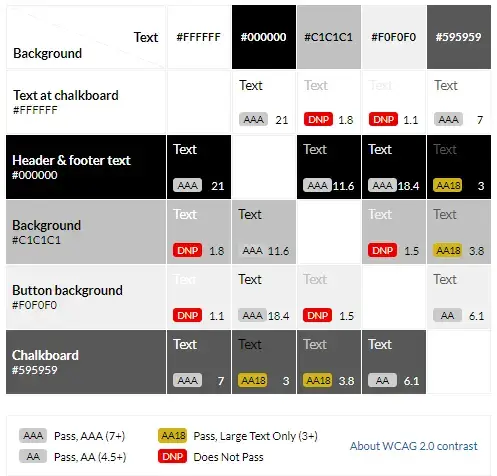 Text
Background
#FFFFFF #000000 #C1C1C1 #F0F0F0 #595959
Text at chalkboard
#FFFFFF
Text Text Text Text
AAA 21 DNP 1.8 DNP 1.1 AAA 7
Header & footer text
#000000
Text Text Text Text
AAA 21 AAA 11.6 AAA 18.4 AA18 3
Background
#C1C1C1
Text Text Text Text
DNP 1.8 AAA 11.6 DNP 1.5 AA18 3.8
Button background
#F0F0F0
Text Text Text Text
DNP 1.1 AAA 18.4 DNP 1.5 AA 6.1
Chalkboard
#595959
Text Text Text Text
AAA 7 AA18 3 AA18 3.8 AA 6.1
AAA Pass, AAA (7+) AA18 Pass, Large Text Only (3+)
About WCAG 2.0 contrast
AA Pass, AA (4.5+) DNP Does Not Pass